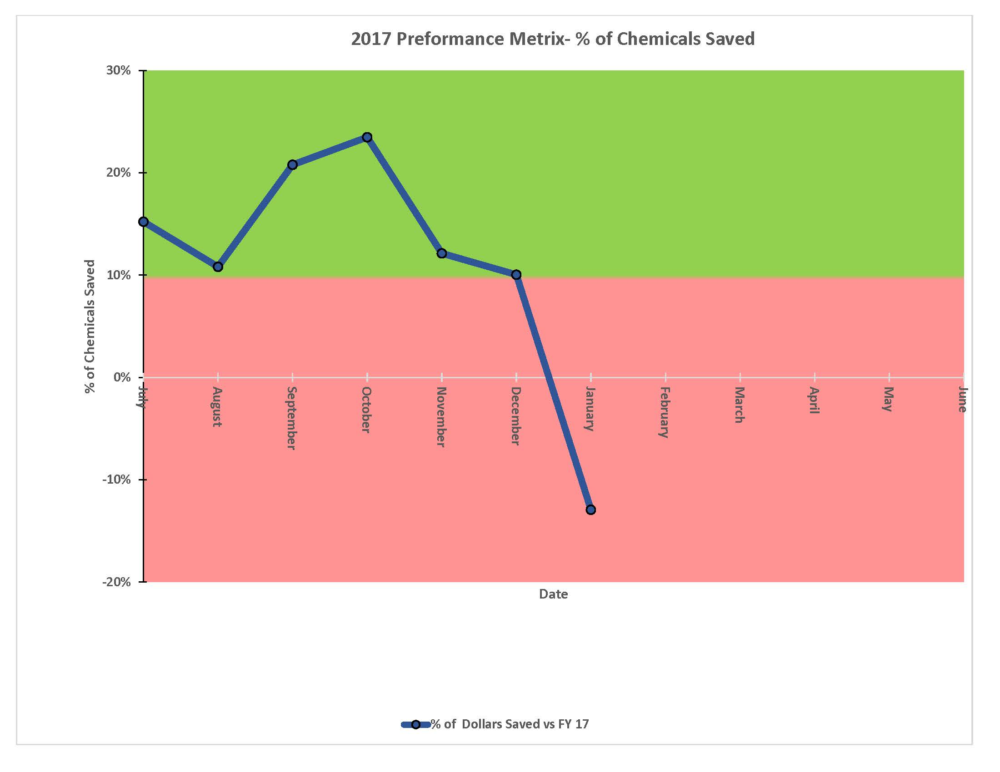 2017 Preformance Metrix- % of Chemicals Saved
30%
20%
10%
0%
-10%
-20%
% of Chemicals Saved
July
August
September
October
November
December
January
February
March
April
May
June
Date
% of Dollars Saved vs FY 17